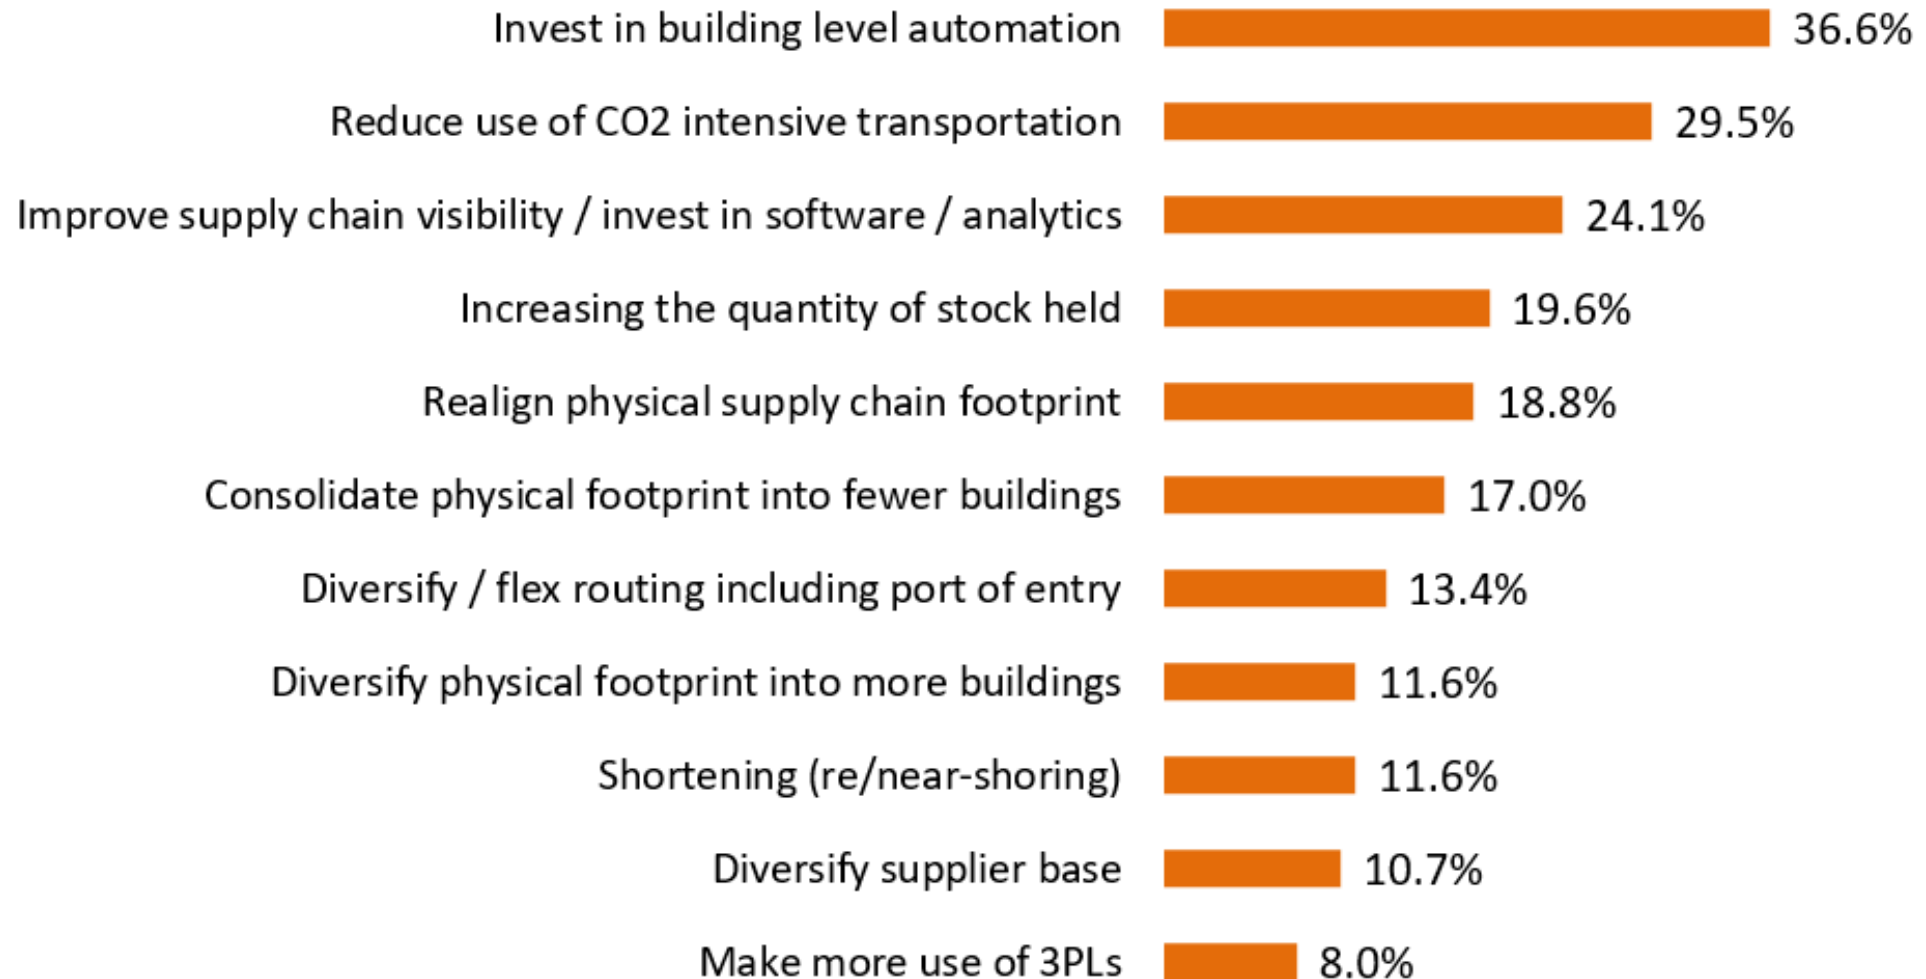 Invest in building level automation 36.6%
Reduce use of CO2 intensive transportation 29.5%
Improve supply chain visibility / invest in software / analytics 24.1%
Increasing the quantity of stock held 19.6%
Realign physical supply chain footprint 18.8%
Consolidate physical footprint into fewer buildings 17.0%
Diversify / flex routing including port of entry 13.4%
Diversify physical footprint into more buildings 11.6%
Shortening (re/near-shoring) 11.6%
Diversify supplier base 10.7%
Make more use of 3PLs 8.0%